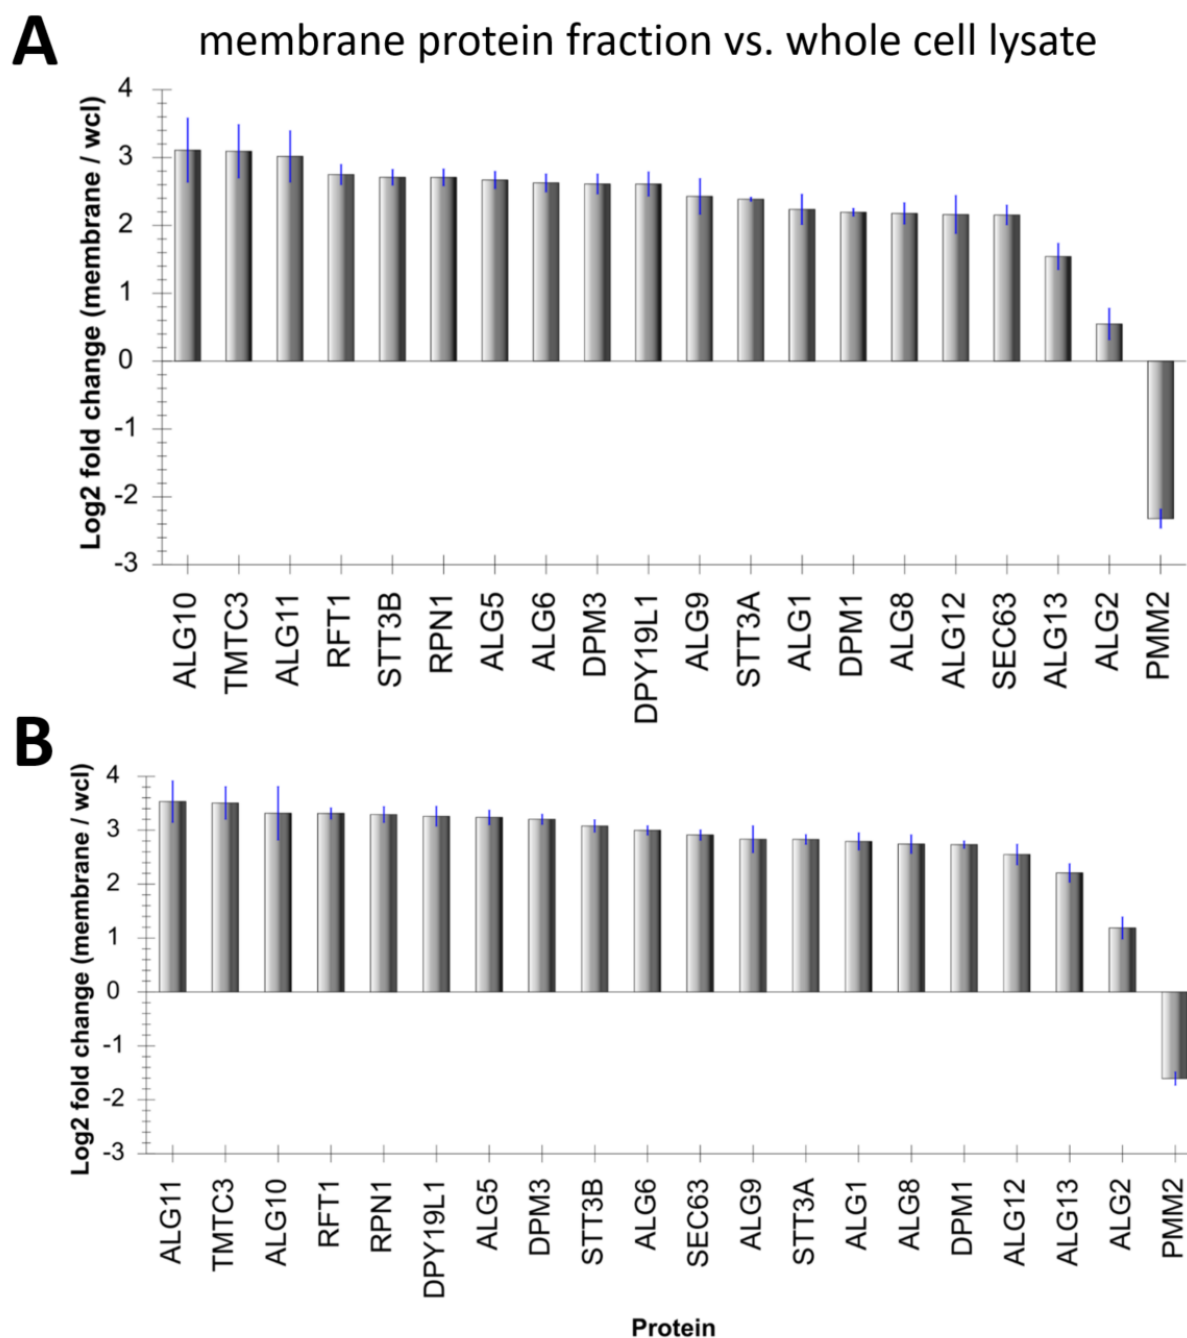 A
membrane protein fraction vs. whole cell lysate
Log2 fold change (membrane / wcl)
4
3
2
1
0
-1
-2
-3
ALG10
TMTC3
ALG11
RFT1
STT3B
RPN1
ALG5
ALG6
DPM3
DPY19L1
ALG9
STT3A
ALG1
DPM1
ALG8
ALG12
SEC63
ALG13
ALG2
PMM2
B
Log2 fold change (membrane / wcl)
4
3
2
1
0
-1
-2
-3
ALG11
TMTC3
ALG10
RFT1
RPN1
DPY19L1
ALG5
DPM3
STT3B
ALG6
SEC63
ALG9
STT3A
ALG1
ALG8
DPM1
ALG12
ALG13
ALG2
PMM2
Protein